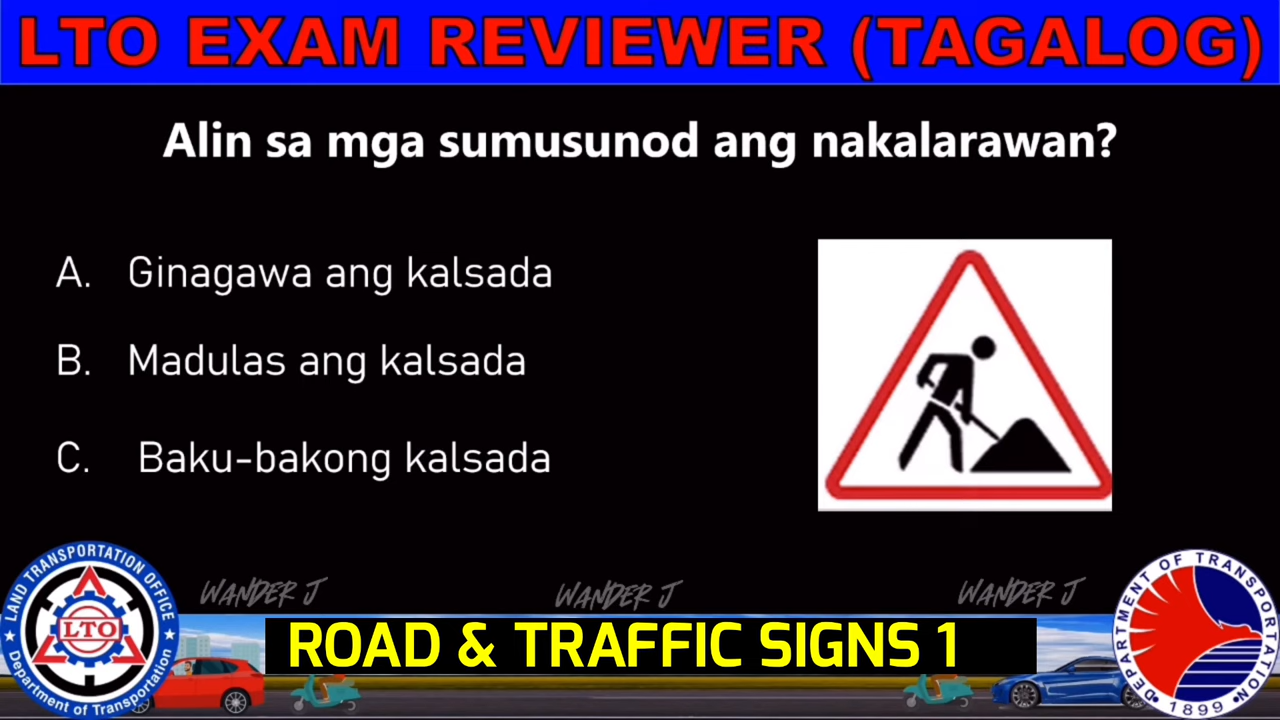 LTO EXAM REVIEWER (TAGALOG)
Alin sa mga sumusunod ang nakalarawan?
A. Ginagawa ang kalsada
B. Madulas ang kalsada
C. Baku-bakong kalsada
WANDER J WANDER J WANDER J
LAND TRANSPORTATION OFFICE
LTO
Department of Transportation
ROAD & TRAFFIC SIGNS 1
DEPARTMENT OF TRANSPORTATION
1899